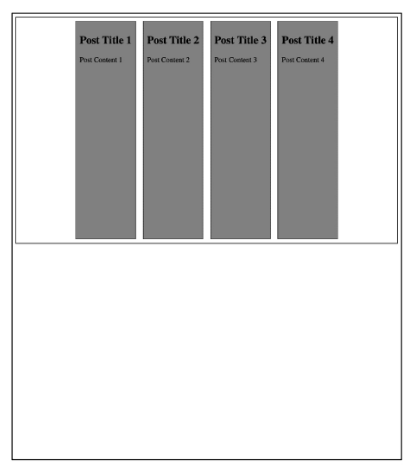 Post Title 1
Post Content 1
Post Title 2
Post Content 2
Post Title 3
Post Content 3
Post Title 4
Post Content 4